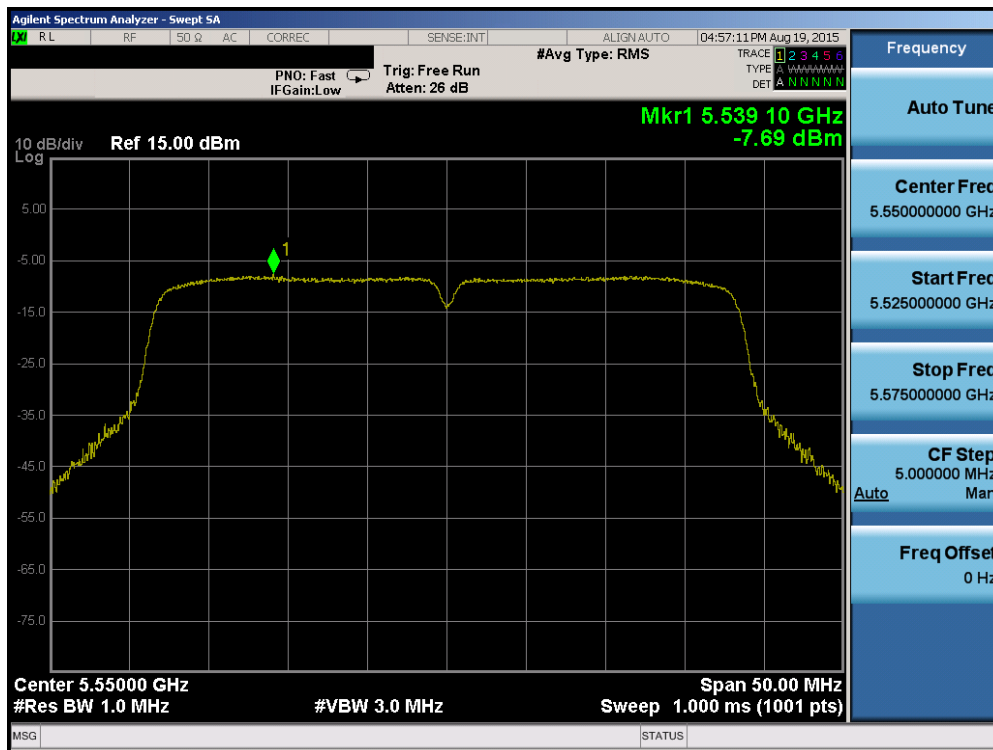 Agilent Spectrum Analyzer - Swept SA
LXI RL RF 50 Ω AC CORREC SENSE:INT ALIGN AUTO 04:57:11 PM Aug 19, 2015
#Avg Type: RMS TRACE 1 2 3 4 5 6
PNO: Fast Trig: Free Run TYPE A WWWWW
IFGain:Low Atten: 26 dB DET A N N N N N
Mkr1 5.539 10 GHz
-7.69 dBm
10 dB/div Ref 15.00 dBm
Log
1
5.00
-5.00
-15.0
-25.0
-35.0
-45.0
-55.0
-65.0
-75.0
Center 5.55000 GHz Span 50.00 MHz
#Res BW 1.0 MHz #VBW 3.0 MHz Sweep 1.000 ms (1001 pts)
MSG STATUS
Frequency
Auto Tune
Center Freq
5.550000000 GHz
Start Freq
5.525000000 GHz
Stop Freq
5.575000000 GHz
CF Step
5.000000 MHz
Auto Man
Freq Offset
0 Hz